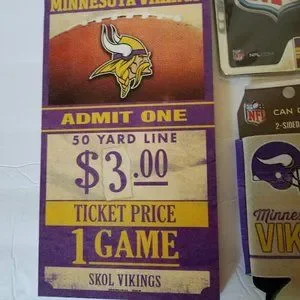 MINNESOTA VIKINGS
ADMIT ONE
50 YARD LINE
$3.00
TICKET PRICE
1 GAME
SKOL VIKINGS
NFL
CAN
2-SIDED
Minne
VIK